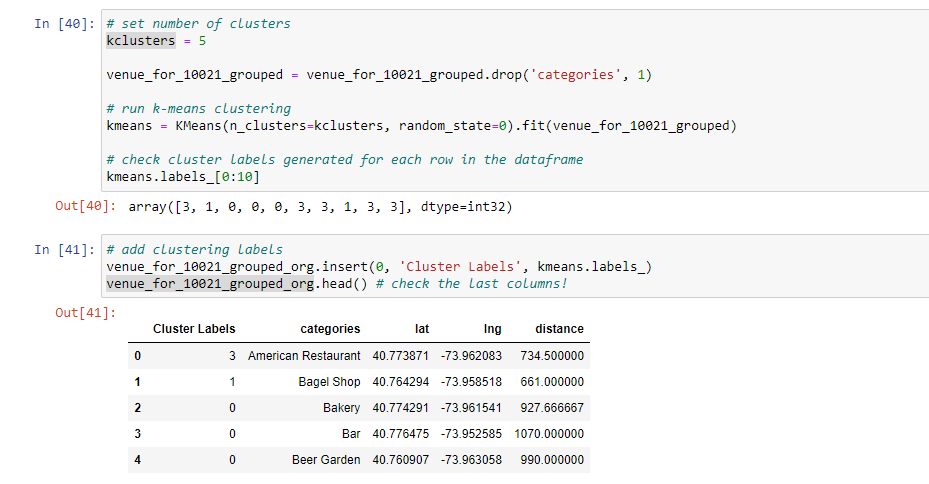 In [40]: # set number of clusters
kclusters = 5
venue_for_10021_grouped = venue_for_10021_grouped.drop('categories', 1)
# run k-means clustering
kmeans = KMeans(n_clusters=kclusters, random_state=0).fit(venue_for_10021_grouped)
# check cluster labels generated for each row in the dataframe
kmeans.labels_[0:10]
Out[40]: array([3, 1, 0, 0, 0, 3, 3, 1, 3, 3], dtype=int32)
In [41]: # add clustering labels
venue_for_10021_grouped_org.insert(0, 'Cluster Labels', kmeans.labels_)
venue_for_10021_grouped_org.head() # check the last columns!
Out[41]:
Cluster Labels categories lat lng distance
0 3 American Restaurant 40.773871 -73.962083 734.500000
1 1 Bagel Shop 40.764294 -73.958518 661.000000
2 0 Bakery 40.774291 -73.961541 927.666667
3 0 Bar 40.776475 -73.952585 1070.000000
4 0 Beer Garden 40.760907 -73.963058 990.000000